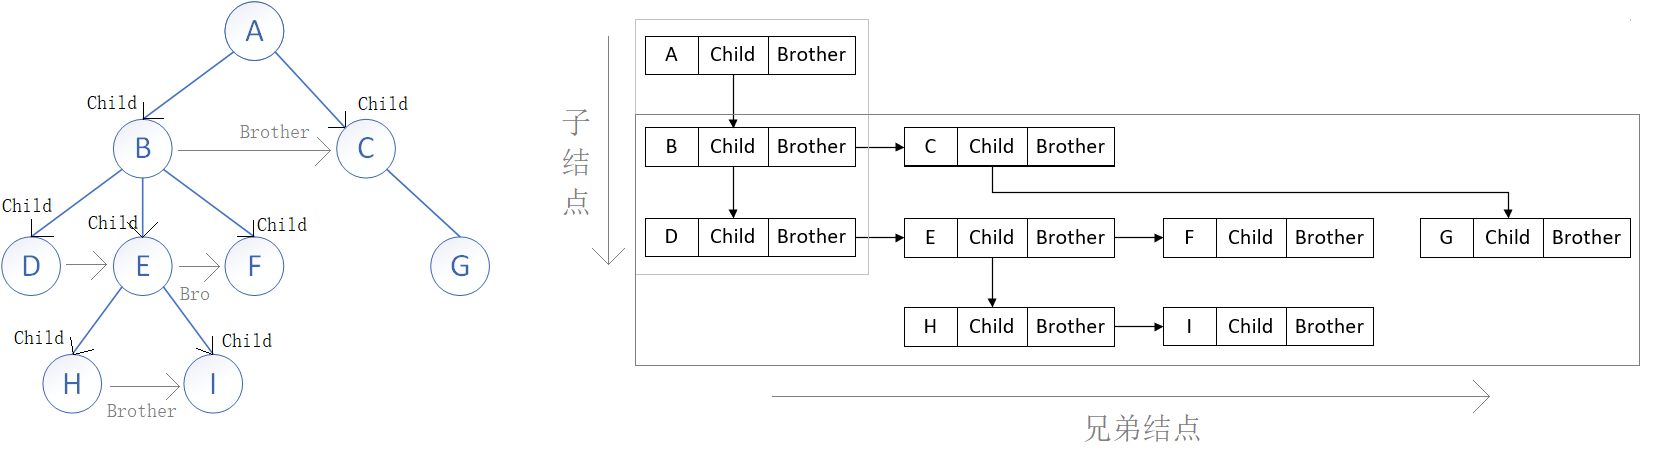 A
Child
Child
B
Brother
C
Child
Child
Child
D
E
F
G
Bro
Child
Child
H
I
Brother
子结点
A Child Brother
B Child Brother
C Child Brother
D Child Brother
E Child Brother
F Child Brother
G Child Brother
H Child Brother
I Child Brother
兄弟结点